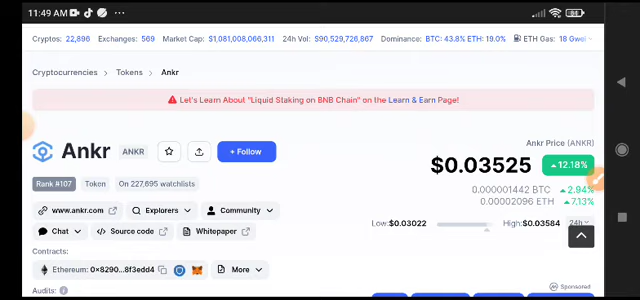 11:49 AM
84
Cryptos: 22,896 Exchanges: 569 Market Cap: $1,081,008,066,311 24h Vol: $90,529,726,867 Dominance: BTC: 43.8% ETH: 19.0% ETH Gas: 18 Gwei
Cryptocurrencies > Tokens > Ankr
Let's Learn About "Liquid Staking on BNB Chain" on the Learn & Earn Page!
Ankr Price (ANKR)
Ankr ANKR + Follow
$0.03525 12.18%
Rank #107 Token On 227,695 watchlists
0.000001442 BTC 2.94%
0.00002096 ETH 7.13%
www.ankr.com Explorers Community
Low: $0.03022 High: $0.03584 24h
Chat Source code Whitepaper
Contracts:
Ethereum: 0x8290...8f3edd4 More
Audits:
Sponsored